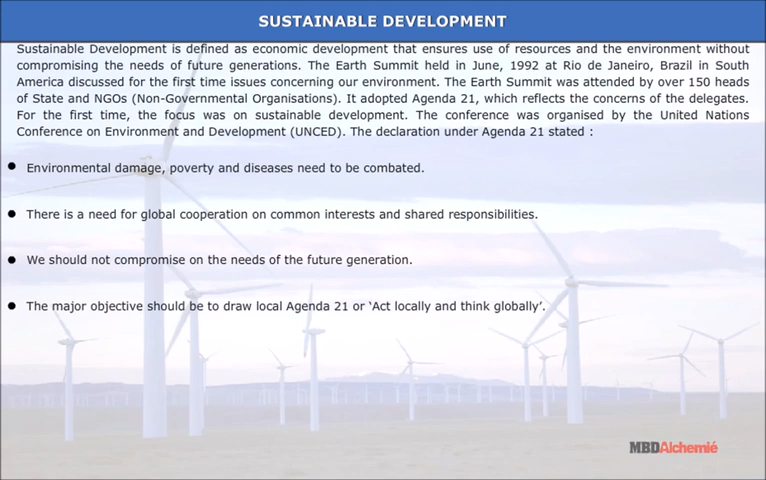 SUSTAINABLE DEVELOPMENT
Sustainable Development is defined as economic development that ensures use of resources and the environment without
compromising the needs of future generations. The Earth Summit held in June, 1992 at Rio de Janeiro, Brazil in South
America discussed for the first time issues concerning our environment. The Earth Summit was attended by over 150 heads
of State and NGOs (Non-Governmental Organisations). It adopted Agenda 21, which reflects the concerns of the delegates.
For the first time, the focus was on sustainable development. The conference was organised by the United Nations
Conference on Environment and Development (UNCED). The declaration under Agenda 21 stated :
● Environmental damage, poverty and diseases need to be combated.
● There is a need for global cooperation on common interests and shared responsibilities.
● We should not compromise on the needs of the future generation.
● The major objective should be to draw local Agenda 21 or ‘Act locally and think globally’.
MBDAlchemié